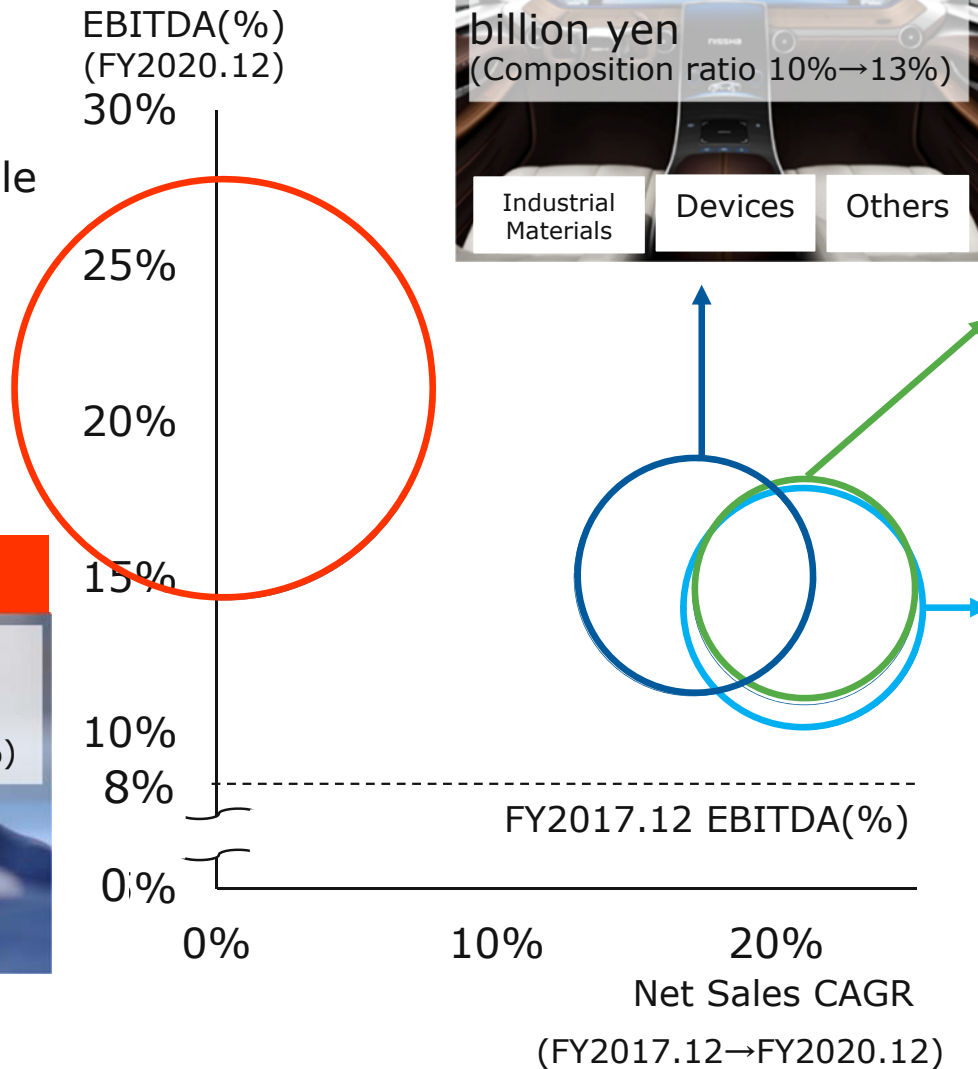 EBITDA(%)
(FY2020.12)
billion yen
NISSHA
(Composition ratio 10%→13%)
30%
le
Industrial
Materials
Devices
Others
25%
20%
15%
10%
)
8%
FY2017.12 EBITDA(%)
0%
0%
10%
20%
Net Sales CAGR
(FY2017.12→FY2020.12)